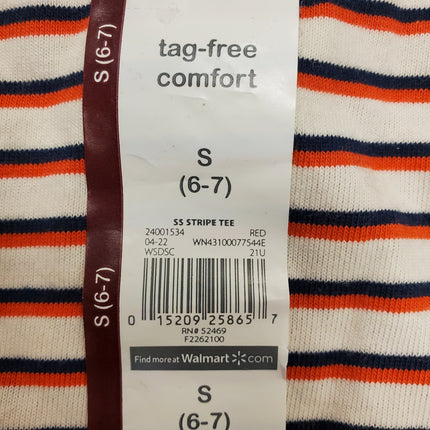 S (6-7)
tag-free
comfort
S
(6-7)
SS STRIPE TEE
24001534 RED
04-22 WN43100077544E
WSDSC 21U
0 15209 25865 7
RN# 52469
F2262100
Find more at Walmart.com
S (6-7)
S
(6-7)